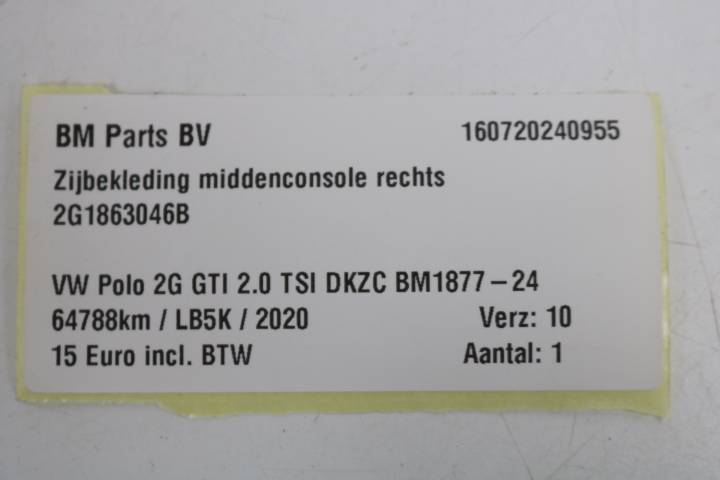 BM Parts BV 160720240955
Zijbekleding middenconsole rechts
2G1863046B
VW Polo 2G GTI 2.0 TSI DKZC BM1877-24
64788km / LB5K / 2020 Verz: 10
15 Euro incl. BTW Aantal: 1